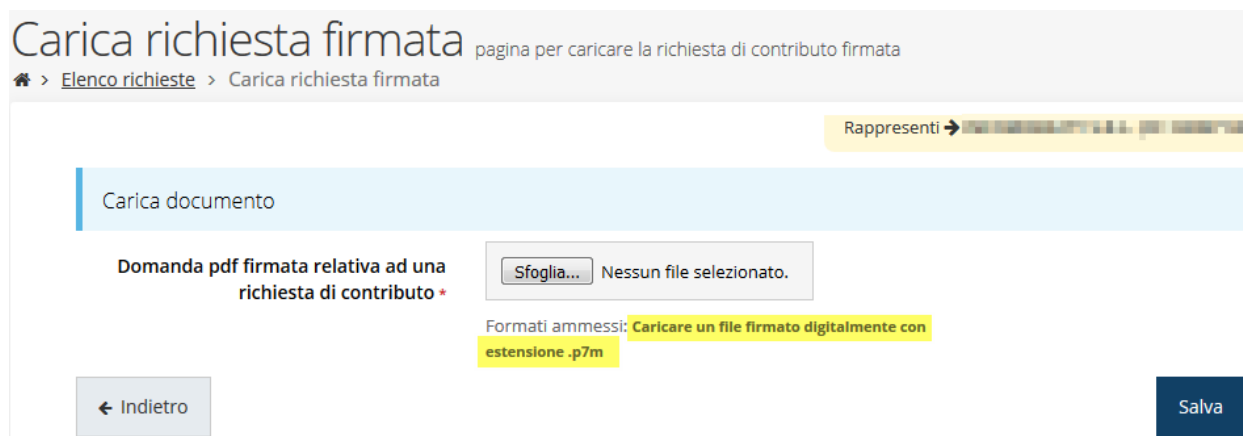 Carica richiesta firmata pagina per caricare la richiesta di contributo firmata
> Elenco richieste > Carica richiesta firmata
Rappresenti
Carica documento
Domanda pdf firmata relativa ad una
richiesta di contributo *
Sfoglia... Nessun file selezionato.
Formati ammessi: Caricare un file firmato digitalmente con
estensione .p7m
Indietro
Salva